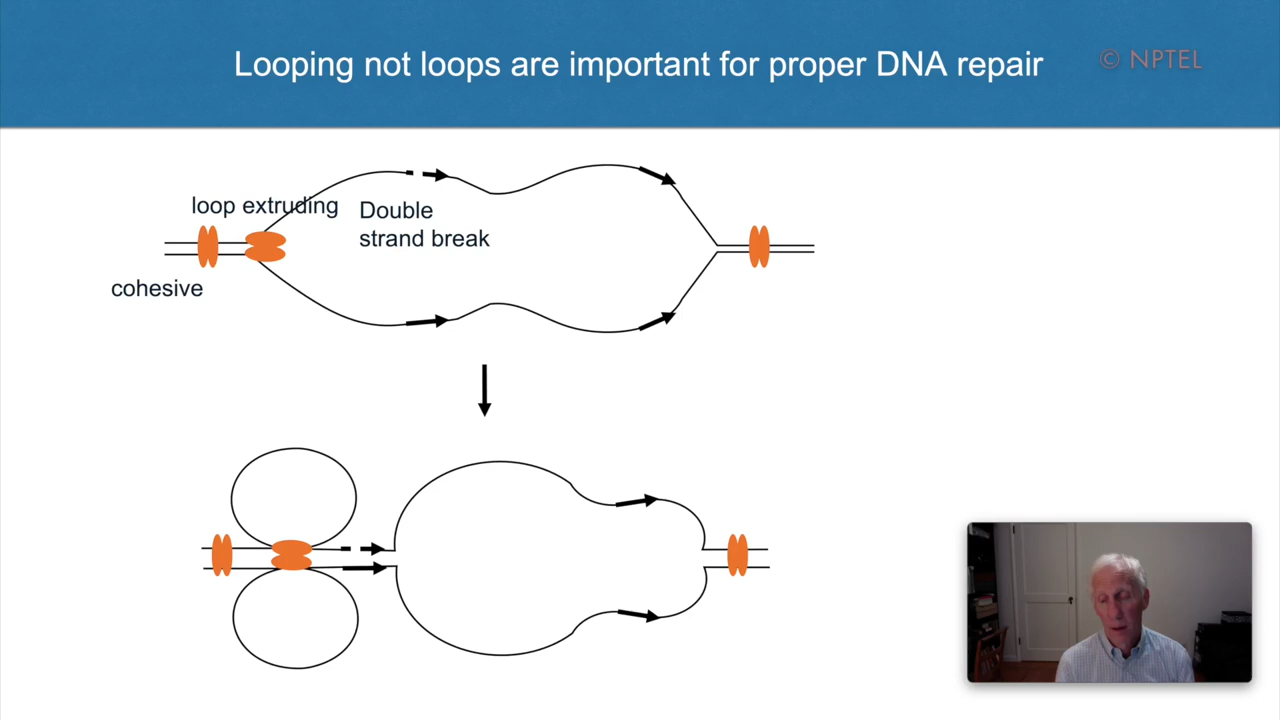 Looping not loops are important for proper DNA repair
© NPTEL
loop extruding
Double
strand break
cohesive